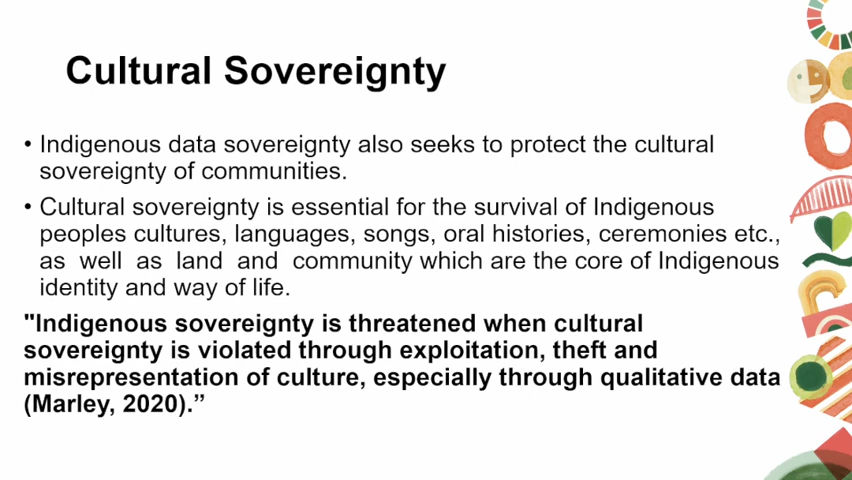 Cultural Sovereignty
• Indigenous data sovereignty also seeks to protect the cultural
sovereignty of communities.
• Cultural sovereignty is essential for the survival of Indigenous
peoples cultures, languages, songs, oral histories, ceremonies etc.,
as well as land and community which are the core of Indigenous
identity and way of life.
"Indigenous sovereignty is threatened when cultural
sovereignty is violated through exploitation, theft and
misrepresentation of culture, especially through qualitative data
(Marley, 2020).”